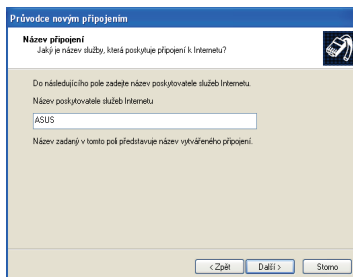 Průvodce novým připojením
Název připojení
Jaký je název služby, která poskytuje připojení k Internetu?
Do následujícího pole zadejte název poskytovatele služeb Internetu.
Název poskytovatele služeb Internetu
ASUS
Název zadaný v tomto poli představuje název vytvářeného připojení.
< Zpět Další > Storno